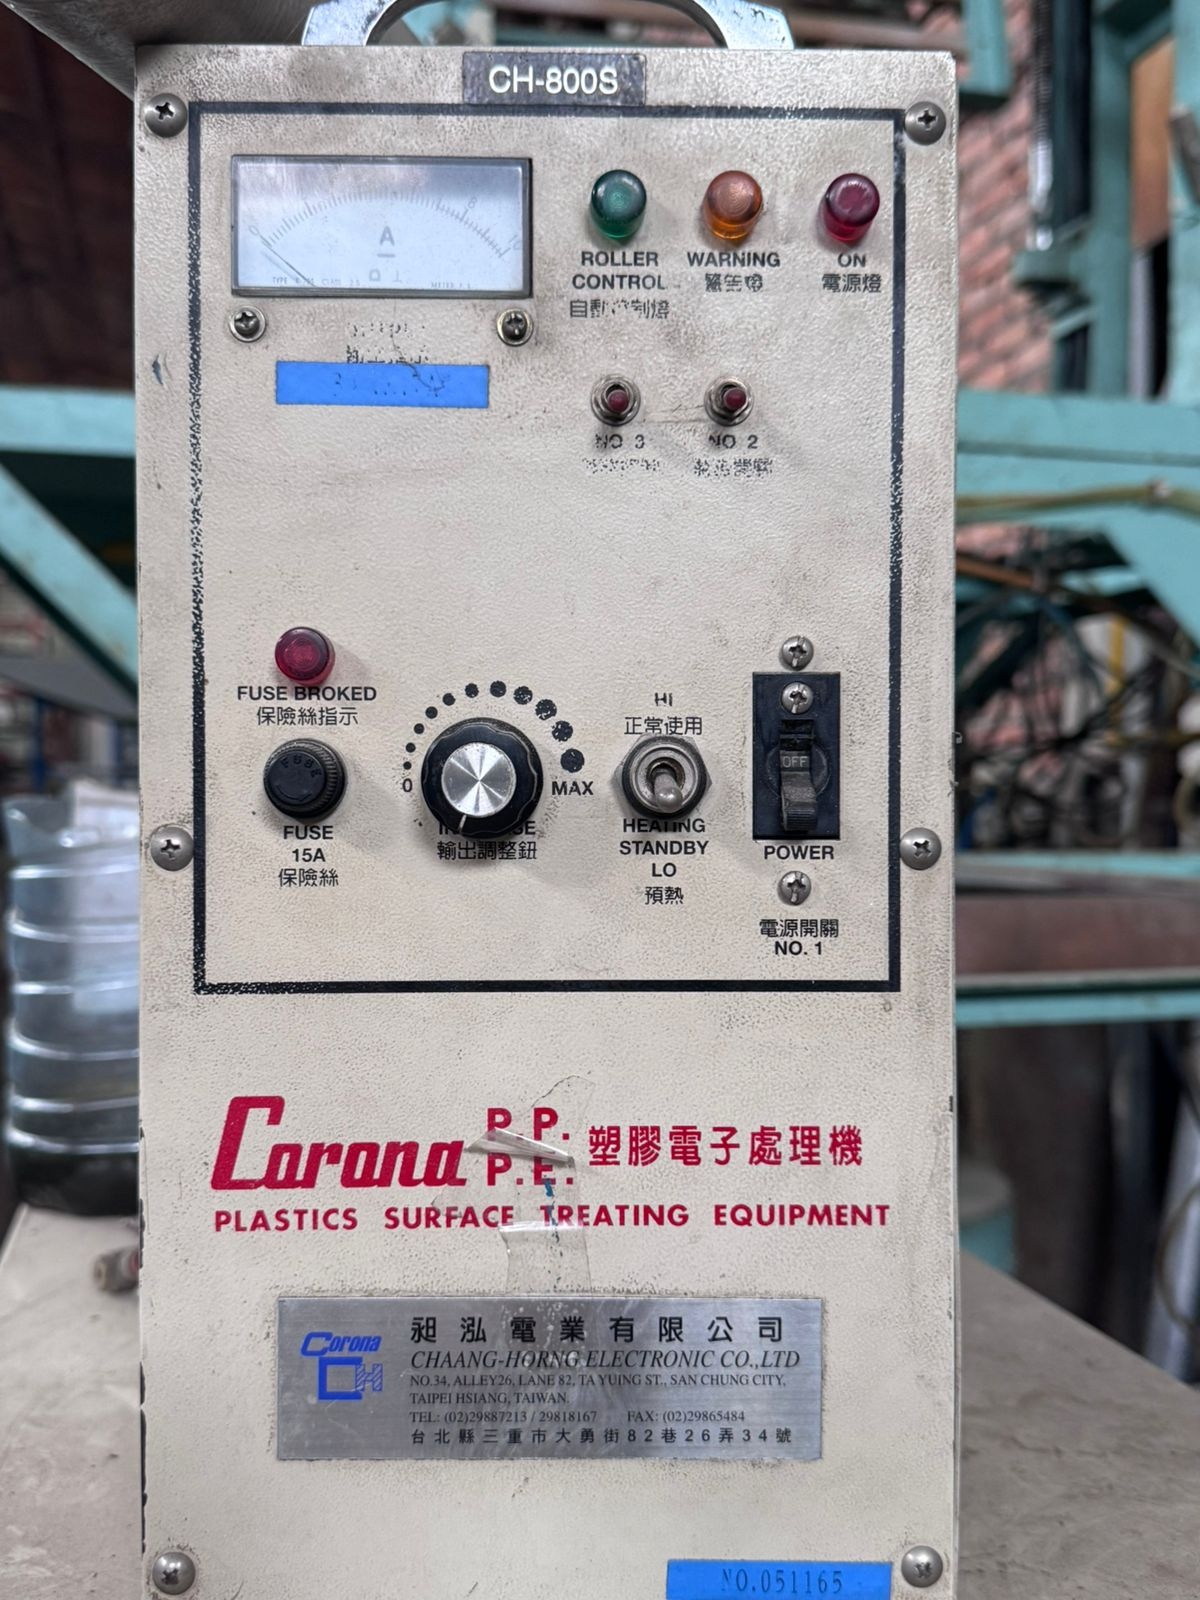 CH-800S
0
8
10
A
ROLLER
CONTROL
WARNING
ON
電源燈
NO. 3
NO. 2
FUSE BROKED
保險絲指示
FUSE
FUSE
15A
保險絲
0
MAX
輸出調整鈕
HI
正常使用
HEATING
STANDBY
LO
預熱
OFF
POWER
電源開關
NO. 1
Corona P.P. P.E. 塑膠電子處理機
PLASTICS SURFACE TREATING EQUIPMENT
Corona CH
昶泓電業有限公司
CHAANG-HORNG ELECTRONIC CO.,LTD
NO.34, ALLEY26, LANE 82, TA YUING ST., SAN CHUNG CITY,
TAIPEI HSIANG, TAIWAN.
TEL: (02)29887213 / 29818167 FAX: (02)29865484
台北縣三重市大勇街82巷26弄34號
NO.051165